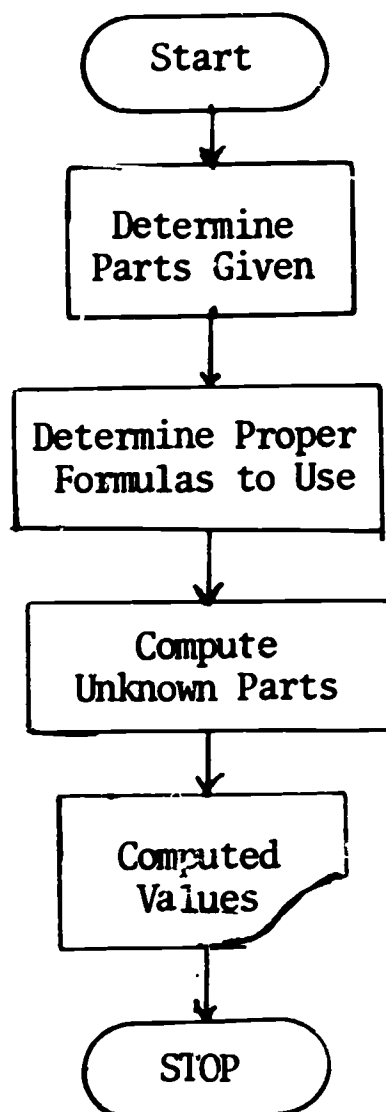 Start
Determine
Parts Given
Determine Proper
Formulas to Use
Compute
Unknown Parts
Computed
Values
STOP